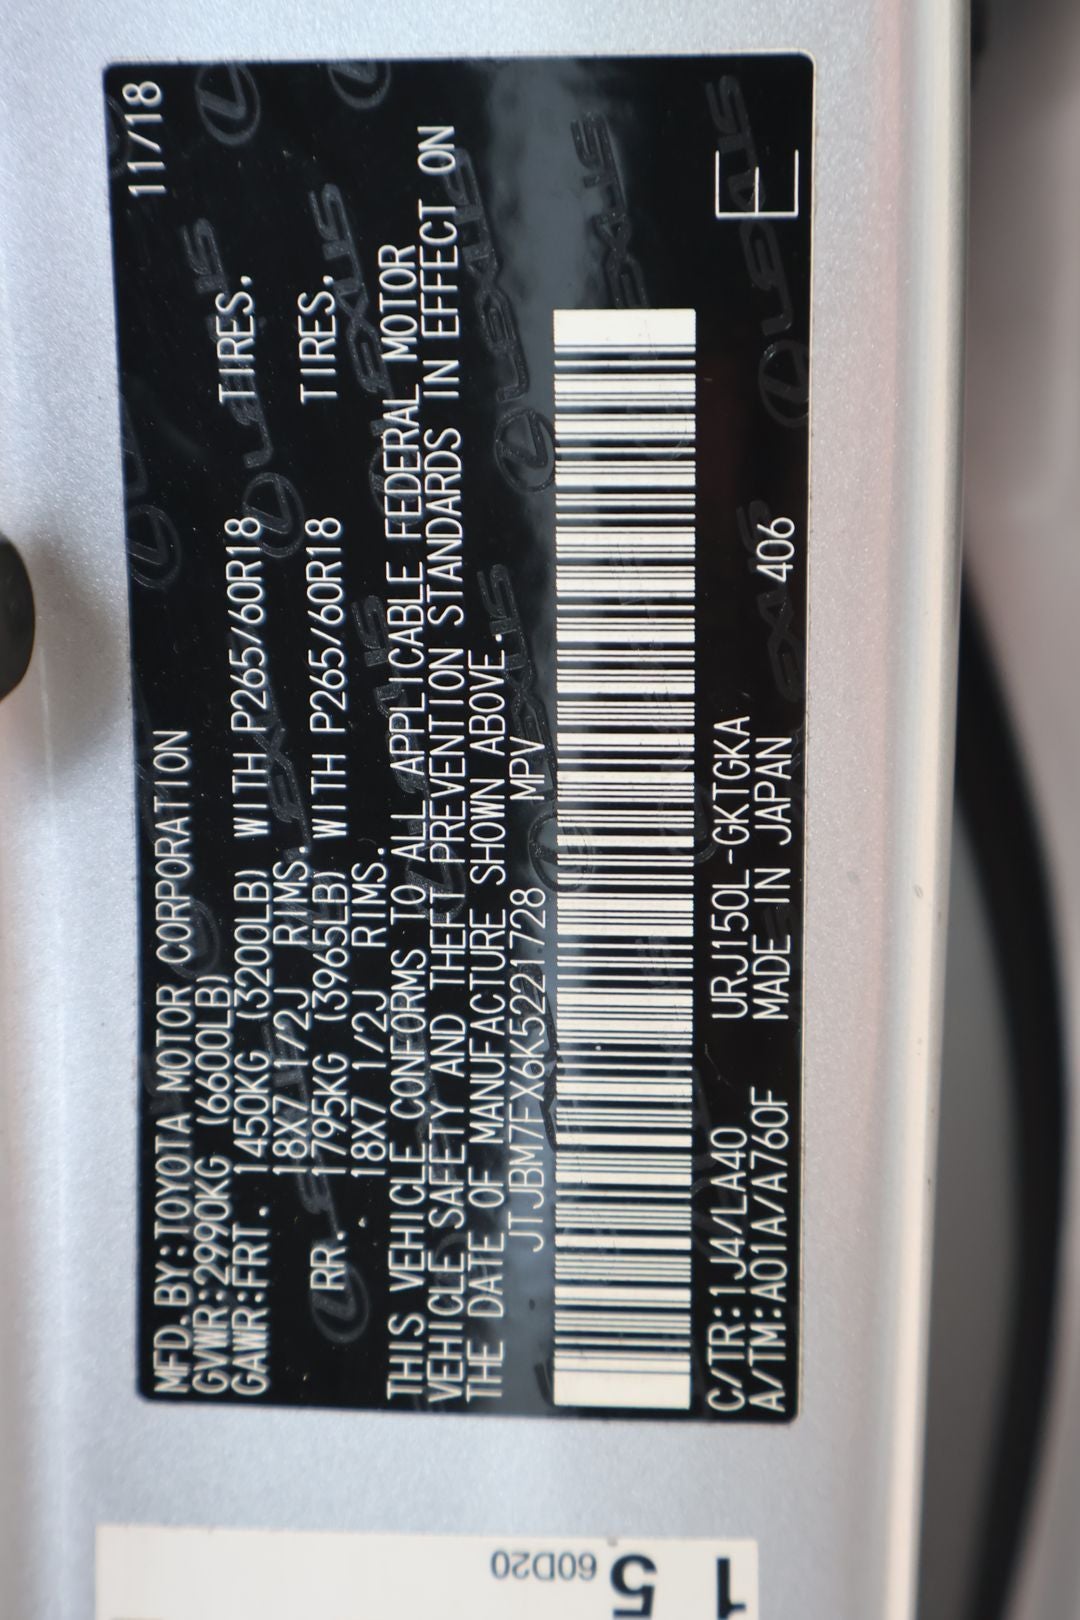 MFD. BY:TOYOTA MOTOR CORPORATION 11/18
GVWR:2990KG (6600LB)
GAWR:FRT. 1450KG (3200LB) WITH P265/60R18 TIRES,
18X7 1/2J RIMS.
RR. 1795KG (3965LB) WITH P265/60R18 TIRES,
18X7 1/2J RIMS.
THIS VEHICLE CONFORMS TO ALL APPLICABLE FEDERAL MOTOR
VEHICLE SAFETY AND THEFT PREVENTION STANDARDS IN EFFECT ON
THE DATE OF MANUFACTURE SHOWN ABOVE.
JTJBM7FX6K5221728 MPV
C/TR:1J4/LA40 URJ150L-GKTGKA
A/TM:A01A/A760F MADE IN JAPAN 406
E
LEXUS
60D20
5
1